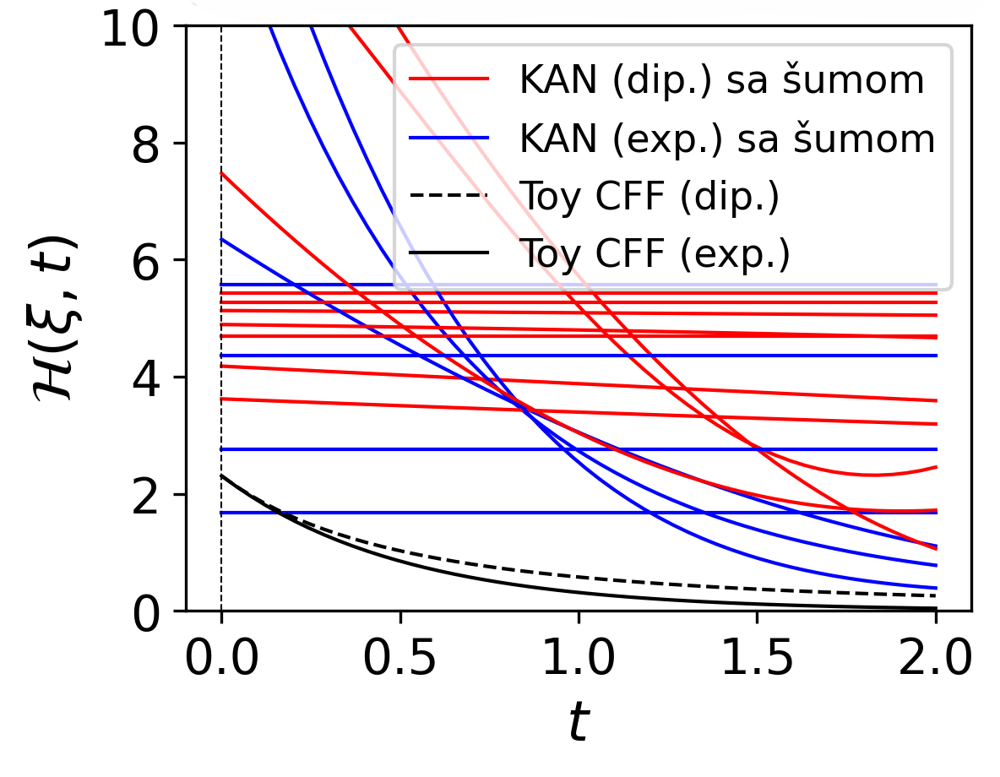 10
8
6
4
2
0
ℋ(ξ, t)
KAN (dip.) sa šumom
KAN (exp.) sa šumom
Toy CFF (dip.)
Toy CFF (exp.)
0.0 0.5 1.0 1.5 2.0
t